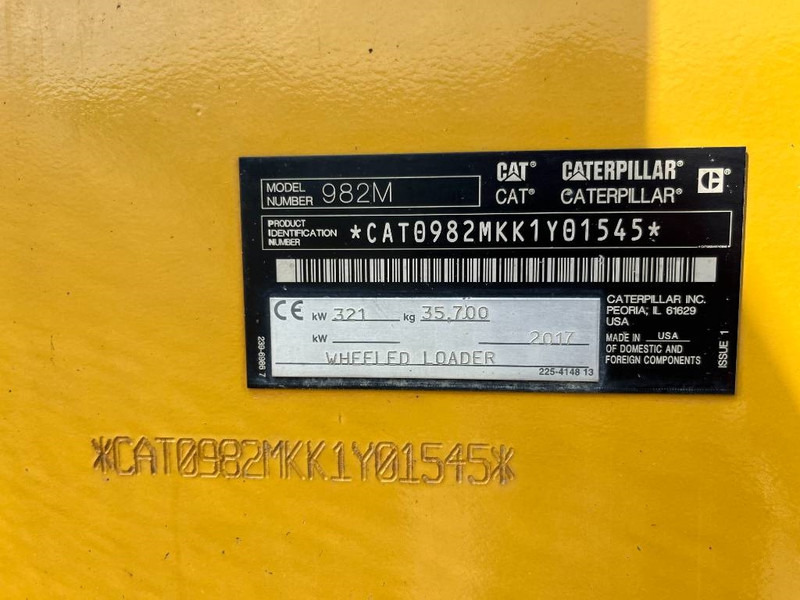 CAT® CATERPILLAR®
MODEL NUMBER 982M
CAT® CATERPILLAR®
PRODUCT IDENTIFICATION NUMBER *CAT0982MKK1Y01545*
CE kW 321 kg 35,700
kW 2017
WHEELED LOADER
225-4148 13
CATERPILLAR INC.
PEORIA, IL 61629
USA
MADE IN USA
OF DOMESTIC AND
FOREIGN COMPONENTS
ISSUE 1
*CAT0982MKK1Y01545*